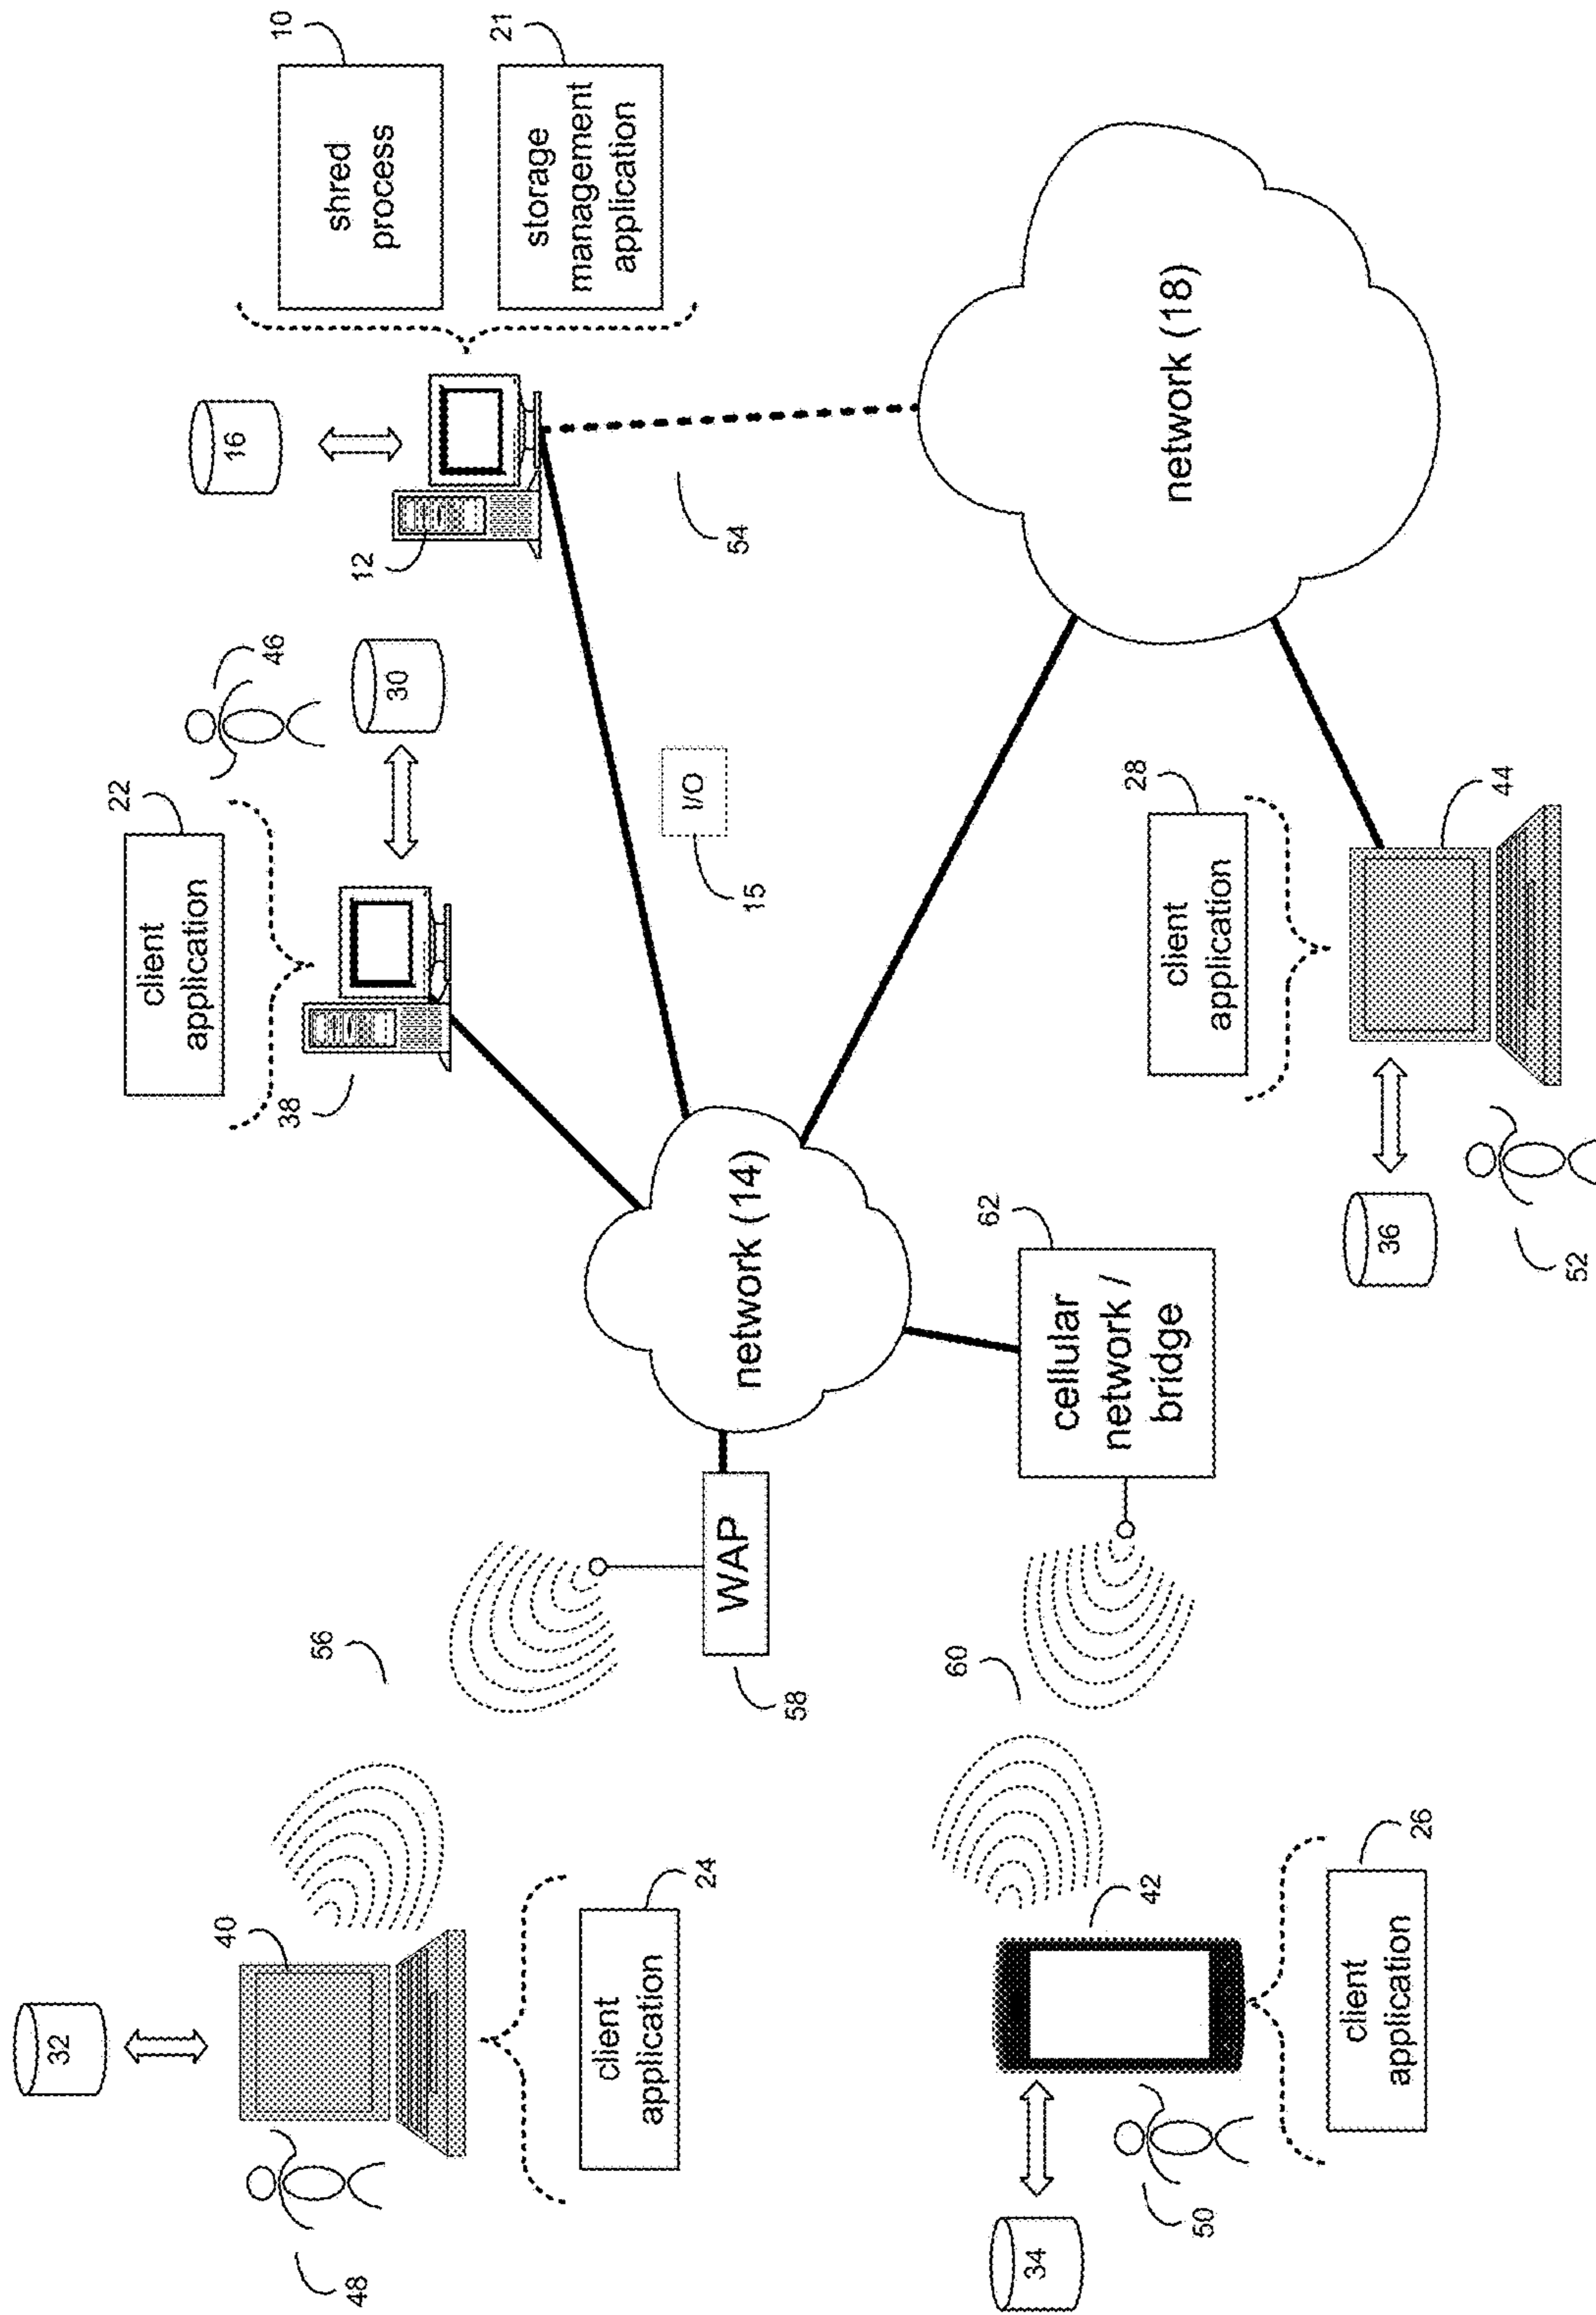 10
shred
process
21
storage
management
application
16
12
54
network (18)
46
30
22
client
application
38
I/O
15
28
client
application
44
36
52
network (14)
62
cellular
network /
bridge
56
WAP
58
60
32
40
48
24
client
application
42
34
50
26
client
application